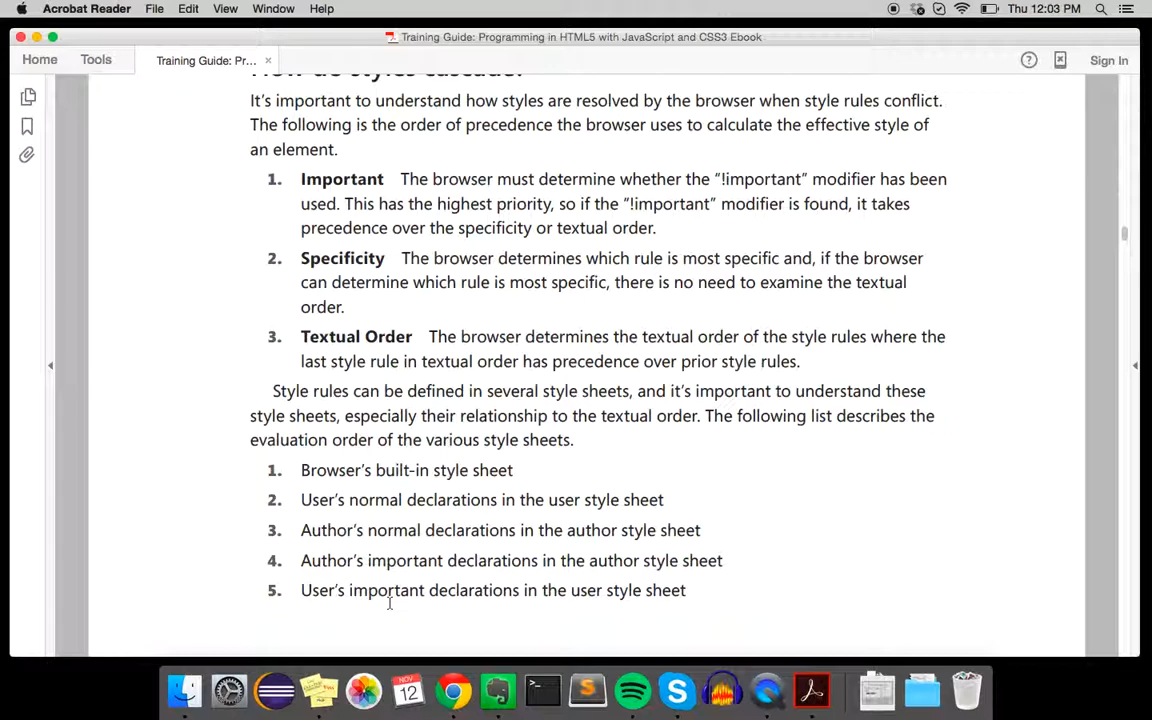 Acrobat Reader File Edit View Window Help Thu 12:03 PM
Training Guide: Programming in HTML5 with JavaScript and CSS3 Ebook
Home Tools Training Guide: Pr... × ? Sign In
How do styles cascade?
It's important to understand how styles are resolved by the browser when style rules conflict.
The following is the order of precedence the browser uses to calculate the effective style of
an element.
1. Important The browser must determine whether the “!important” modifier has been
used. This has the highest priority, so if the “!important” modifier is found, it takes
precedence over the specificity or textual order.
2. Specificity The browser determines which rule is most specific and, if the browser
can determine which rule is most specific, there is no need to examine the textual
order.
3. Textual Order The browser determines the textual order of the style rules where the
last style rule in textual order has precedence over prior style rules.
Style rules can be defined in several style sheets, and it's important to understand these
style sheets, especially their relationship to the textual order. The following list describes the
evaluation order of the various style sheets.
1. Browser's built-in style sheet
2. User's normal declarations in the user style sheet
3. Author's normal declarations in the author style sheet
4. Author's important declarations in the author style sheet
5. User's important declarations in the user style sheet
NOV
12